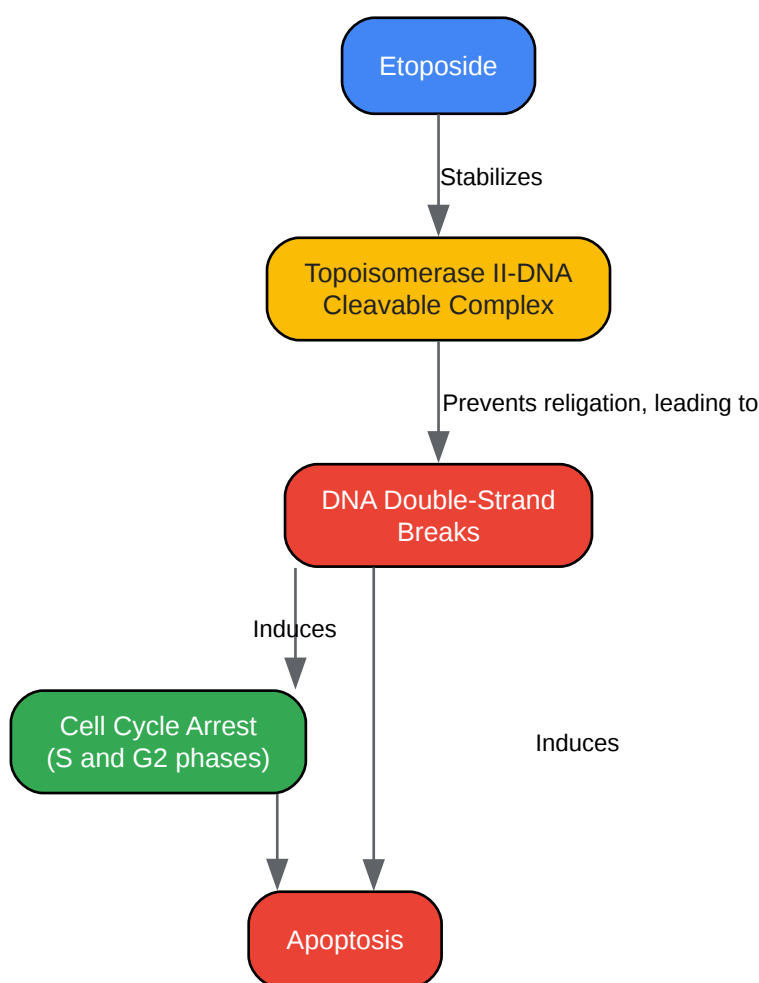 Etoposide
Stabilizes
Topoisomerase II-DNA
Cleavable Complex
Prevents religation, leading to
DNA Double-Strand
Breaks
Induces
Cell Cycle Arrest
(S and G2 phases)
Induces
Apoptosis